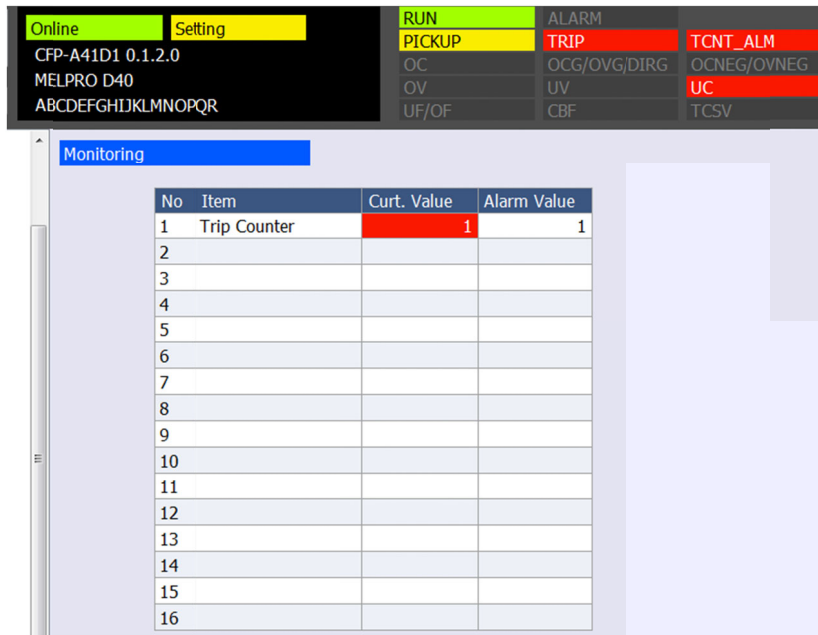 Online Setting
CFP-A41D1 0.1.2.0
MELPRO D40
ABCDEFGHIJKLMNOPQR
RUN ALARM
PICKUP TRIP TCNT_ALM
OC OCG/OVG/DIRG OCNEG/OVNEG
OV UV UC
UF/OF CBF TCSV
Monitoring
No Item Curt. Value Alarm Value
1 Trip Counter 1 1
2
3
4
5
6
7
8
9
10
11
12
13
14
15
16